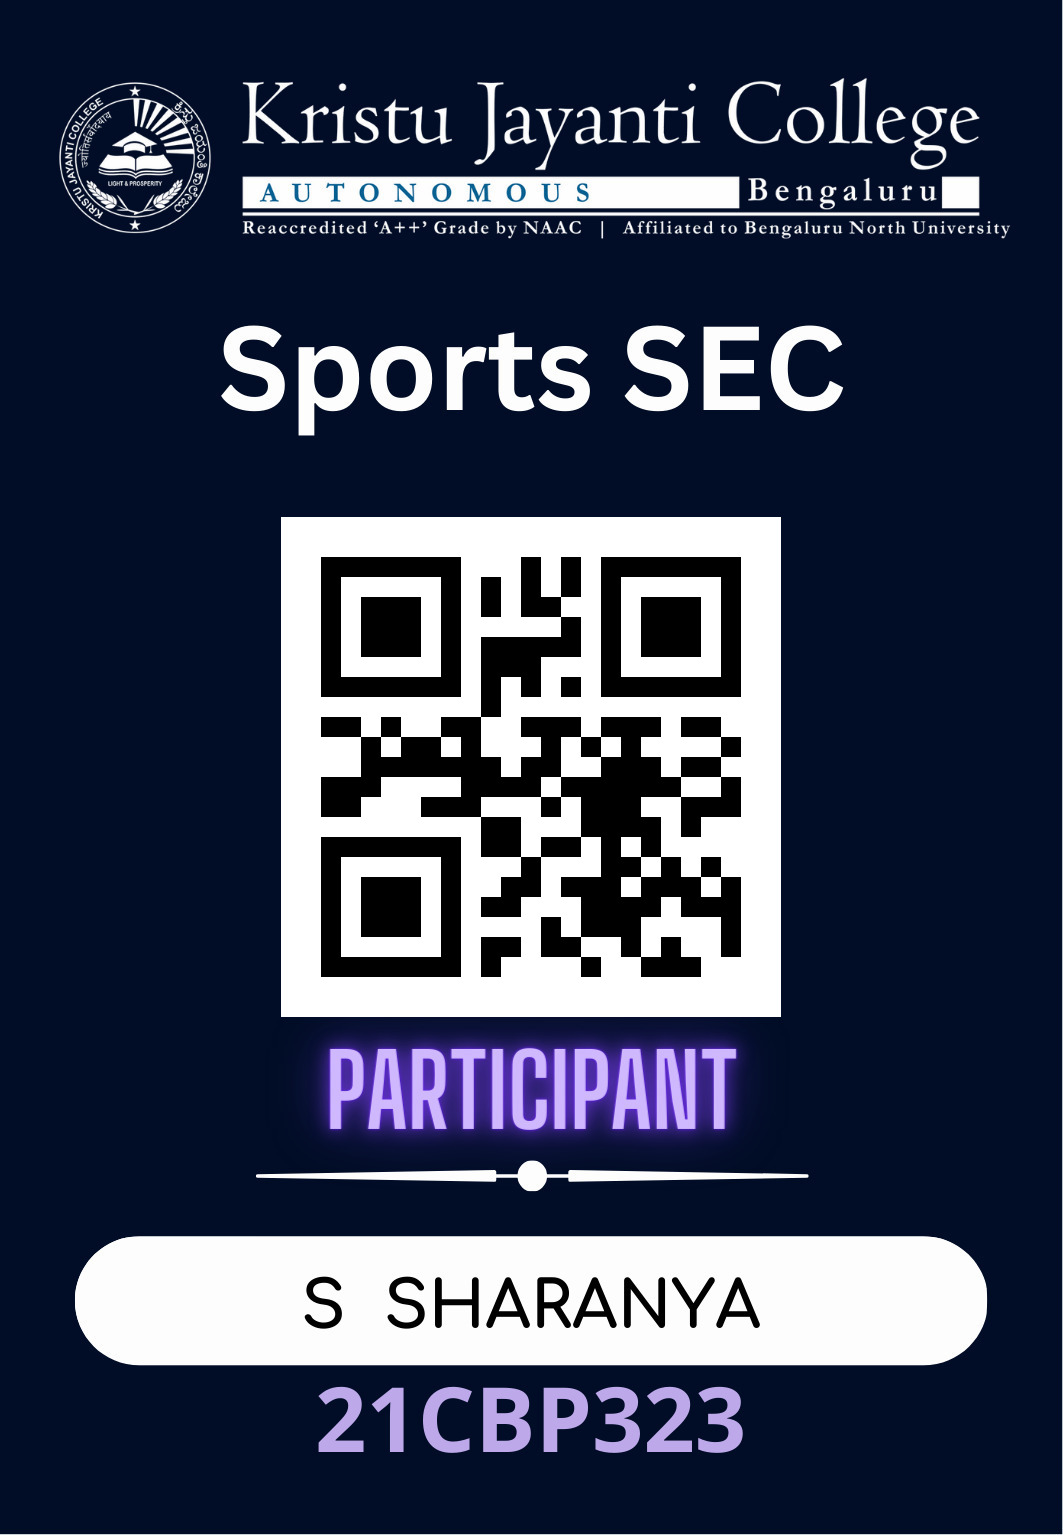 KRISTU JAYANTI COLLEGE
ज्योतिसंवादयाय
ಕ್ರಿಸ್ತು ಜಯಂತಿ ಕಾಲೇಜು
LIGHT & PROSPERITY
Kristu Jayanti College
AUTONOMOUS Bengaluru
Reaccredited ‘A++’ Grade by NAAC | Affiliated to Bengaluru North University
Sports SEC
PARTICIPANT
S SHARANYA
21CBP323